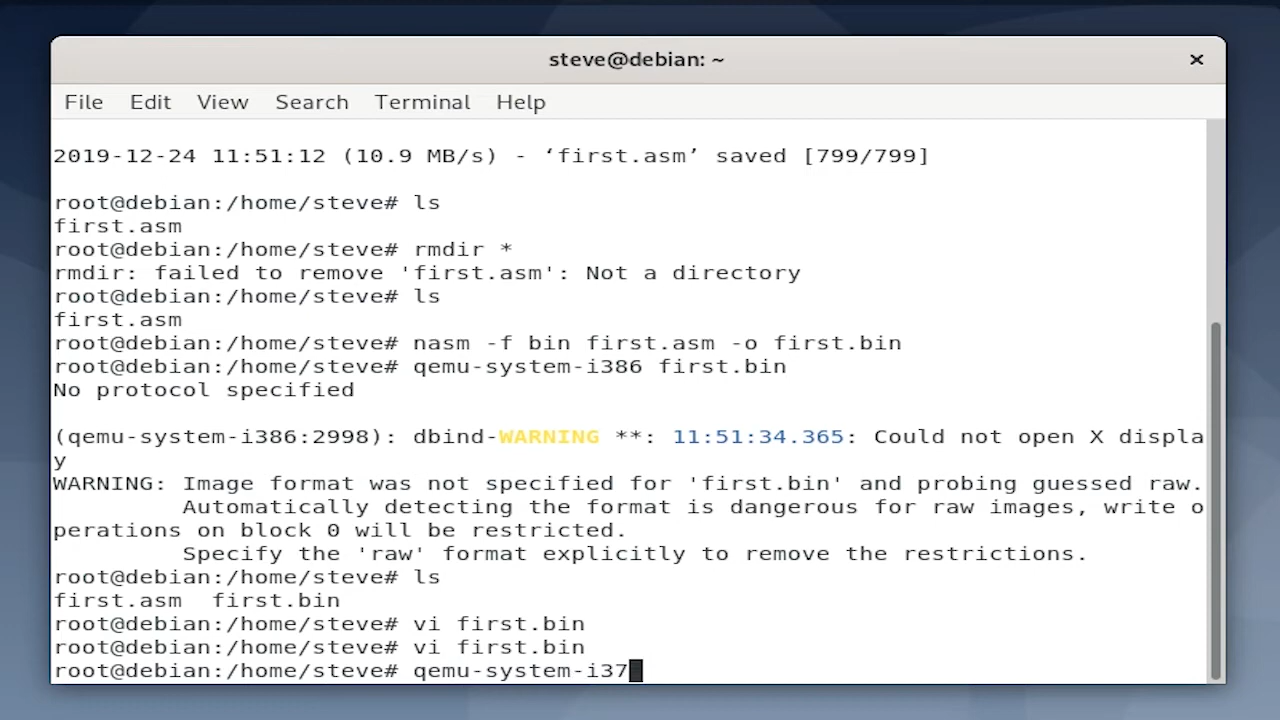 steve@debian: ~
×
File Edit View Search Terminal Help
2019-12-24 11:51:12 (10.9 MB/s) - ‘first.asm’ saved [799/799]
root@debian:/home/steve# ls
first.asm
root@debian:/home/steve# rmdir *
rmdir: failed to remove 'first.asm': Not a directory
root@debian:/home/steve# ls
first.asm
root@debian:/home/steve# nasm -f bin first.asm -o first.bin
root@debian:/home/steve# qemu-system-i386 first.bin
No protocol specified
(qemu-system-i386:2998): dbind-WARNING **: 11:51:34.365: Could not open X displa
y
WARNING: Image format was not specified for 'first.bin' and probing guessed raw.
Automatically detecting the format is dangerous for raw images, write o
perations on block 0 will be restricted.
Specify the 'raw' format explicitly to remove the restrictions.
root@debian:/home/steve# ls
first.asm  first.bin
root@debian:/home/steve# vi first.bin
root@debian:/home/steve# vi first.bin
root@debian:/home/steve# qemu-system-i37